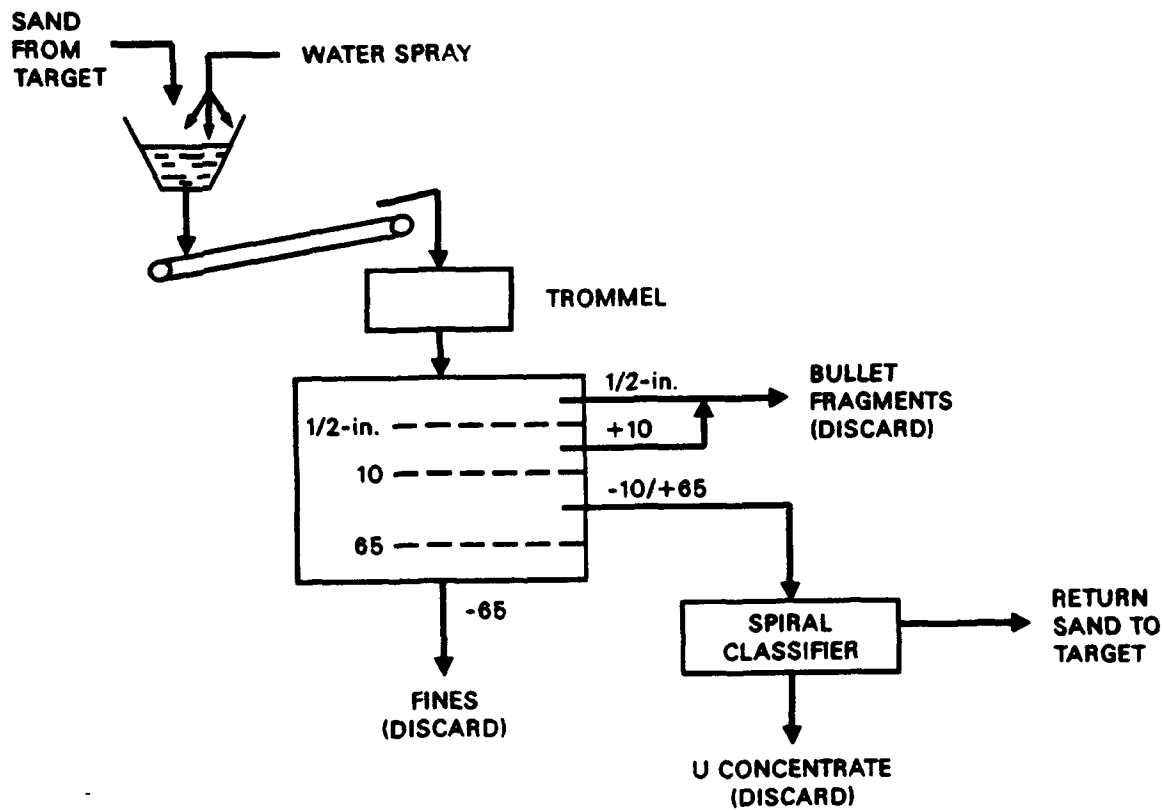 SAND
FROM
TARGET
WATER SPRAY
TROMMEL
1/2-in.
BULLET
FRAGMENTS
(DISCARD)
1/2-in.
+10
10
-10/+65
65
-65
FINES
(DISCARD)
SPIRAL
CLASSIFIER
RETURN
SAND TO
TARGET
U CONCENTRATE
(DISCARD)